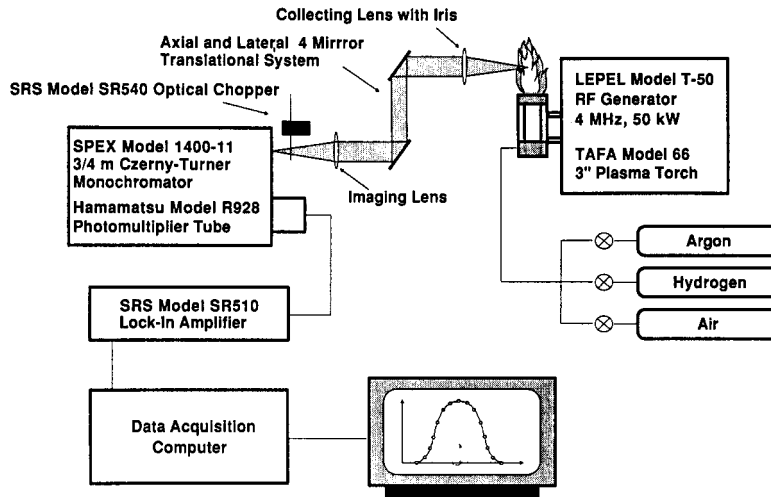 Collecting Lens with Iris
Axial and Lateral 4 Mirrror
Translational System
SRS Model SR540 Optical Chopper
LEPEL Model T-50
RF Generator
4 MHz, 50 kW
TAFA Model 66
3" Plasma Torch
SPEX Model 1400-11
3/4 m Czerny-Turner
Monochromator
Hamamatsu Model R928
Photomultiplier Tube
Imaging Lens
Argon
Hydrogen
Air
SRS Model SR510
Lock-In Amplifier
Data Acquisition
Computer